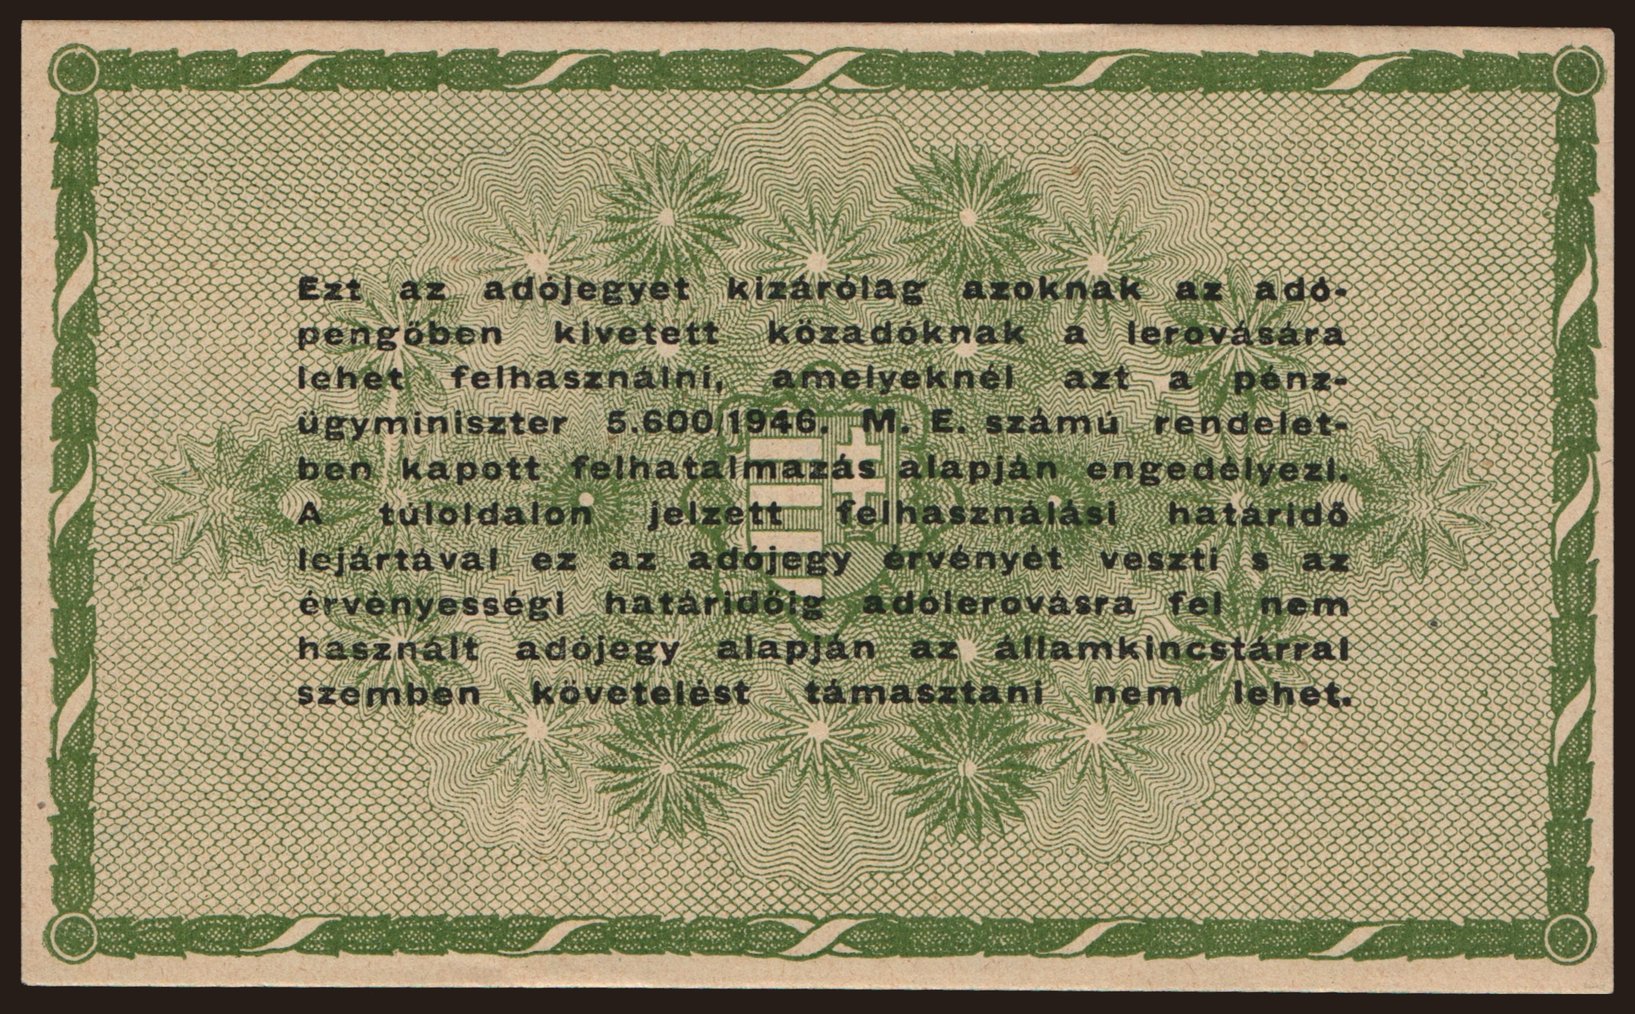 Ezt az adójegyet kizárólag azoknak az adó-
pengőben kivetett közadóknak a lerovására
lehet felhasználni, amelyeknél azt a pénz-
ügyminiszter 5.600/1946. M. E. számú rendelet-
ben kapott felhatalmazás alapján engedélyezi.
A túloldalon jelzett felhasználási határidő
lejártával ez az adójegy érvényét veszti s az
érvényességi határidőig adólerovásra fel nem
használt adójegy alapján az államkincstárral
szemben követelést támasztani nem lehet.